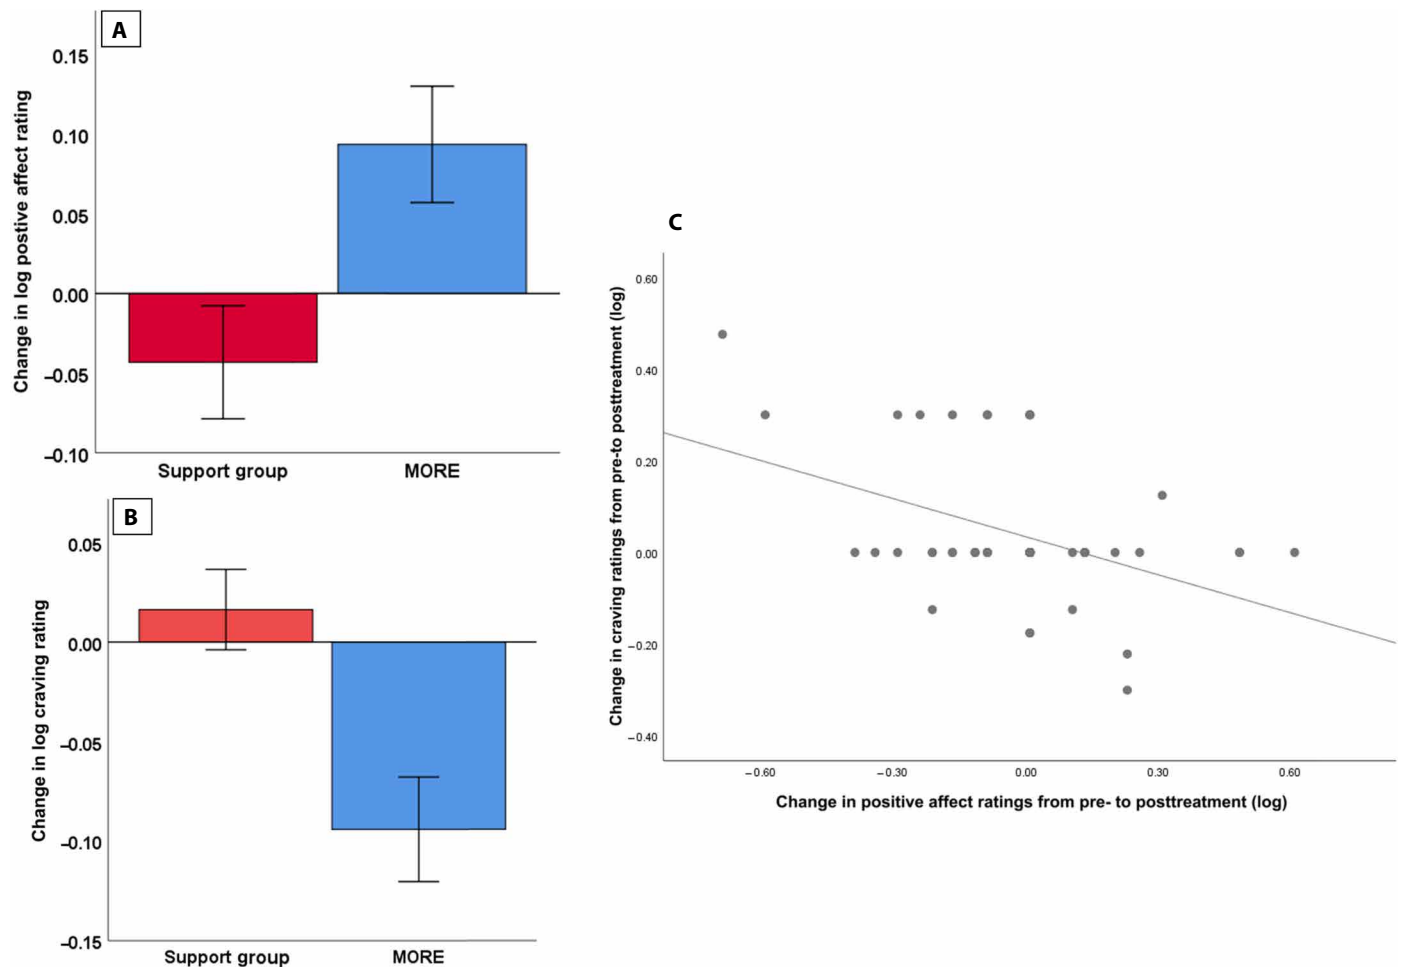 A
Change in log postive affect rating
0.15
0.10
0.05
0.00
–0.05
–0.10
Support group
MORE
B
Change in log craving rating
0.05
0.00
–0.05
–0.10
–0.15
Support group
MORE
C
Change in craving ratings from pre-to posttreatment (log)
0.60
0.40
0.20
0.00
–0.20
–0.40
–0.60
–0.30
0.00
0.30
0.60
Change in positive affect ratings from pre- to posttreatment (log)